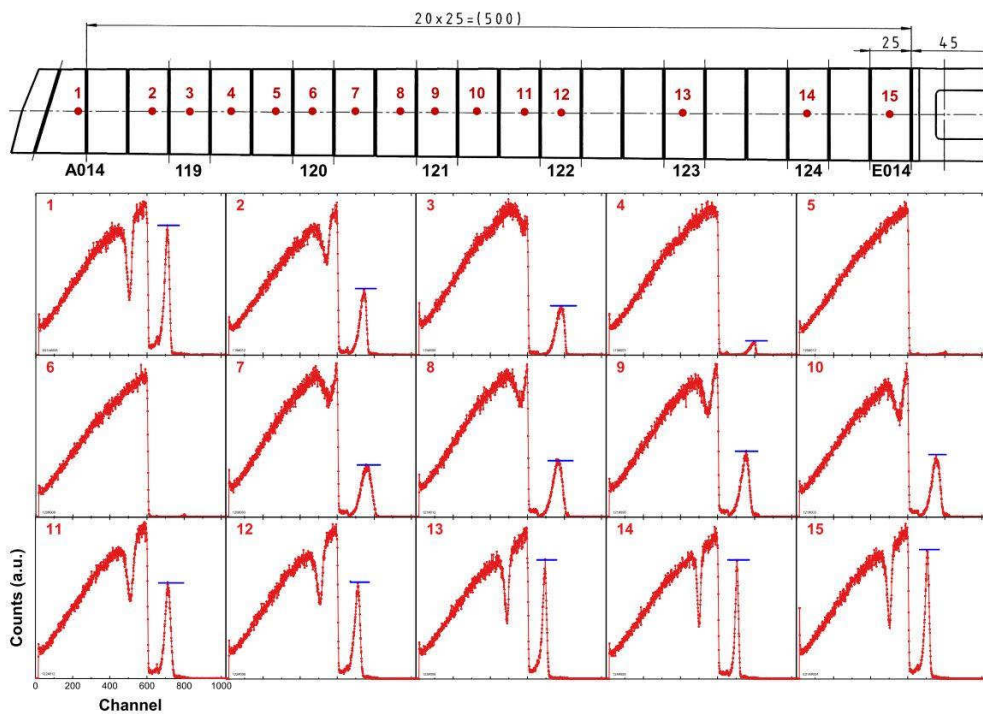 20x25=(500)
25 45
1 2 3 4 5 6 7 8 9 10 11 12 13 14 15
A014 119 120 121 122 123 124 E014
1 2 3 4 5
6 7 8 9 10
11 12 13 14 15
Counts (a.u.)
0 200 400 600 800 1000
Channel